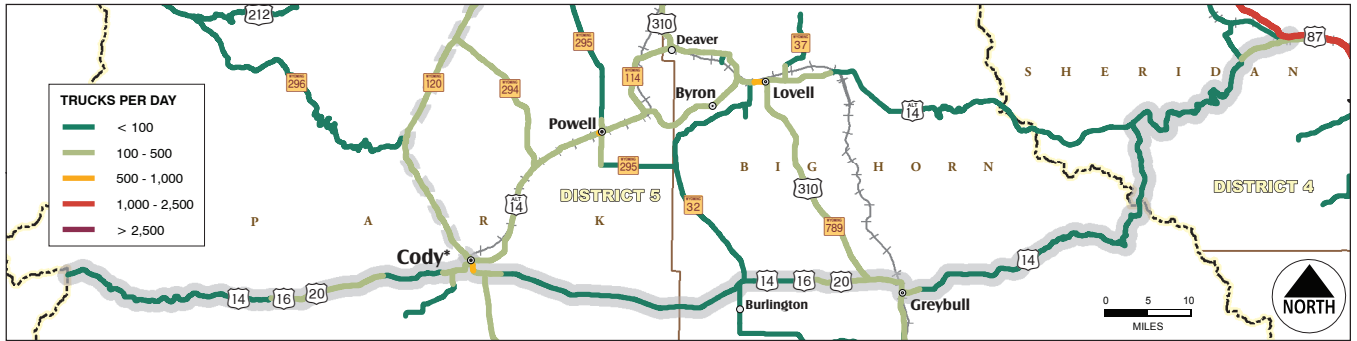 212
WYOMING
296
WYOMING
120
WYOMING
294
WYOMING
295
310
Deaver
WYOMING
114
WYOMING
37
Byron
Lovell
Powell
ALT
14
87
S H E R I D A N
TRUCKS PER DAY
< 100
100 - 500
500 - 1,000
1,000 - 2,500
> 2,500
WYOMING
295
B I G H O R N
DISTRICT 5
310
DISTRICT 4
ALT
14
WYOMING
32
WYOMING
789
P A R K
Cody*
14
14
16
20
14
16
20
Burlington
Greybull
0 5 10
MILES
NORTH